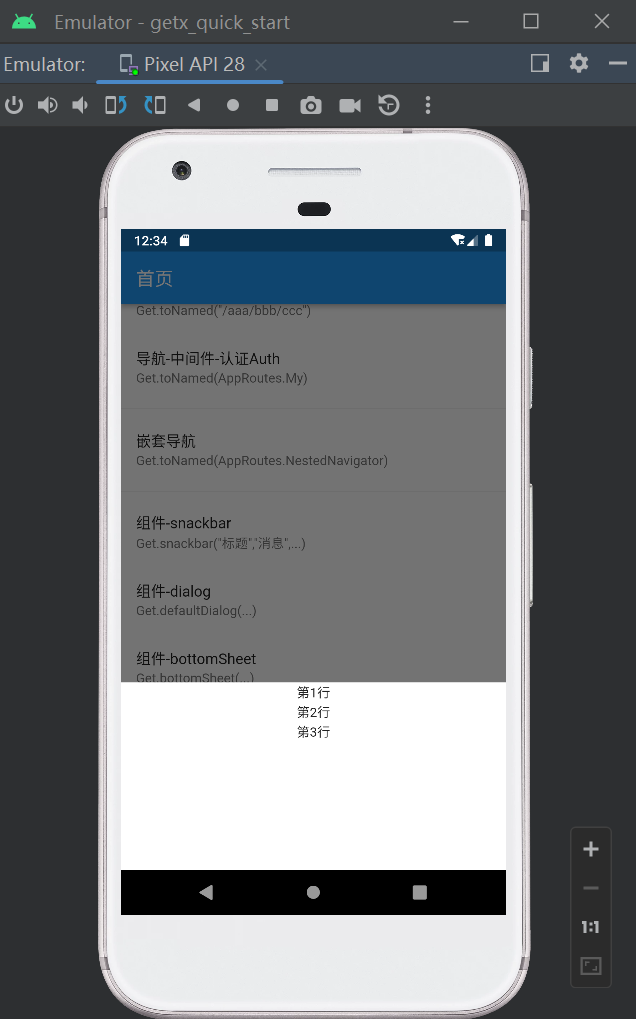 Emulator - getx_quick_start
Emulator: Pixel API 28
12:34
首页
Get.toNamed("/aaa/bbb/ccc")
导航-中间件-认证Auth
Get.toNamed(AppRoutes.My)
嵌套导航
Get.toNamed(AppRoutes.NestedNavigator)
组件-snackbar
Get.snackbar("标题","消息",...)
组件-dialog
Get.defaultDialog(...)
组件-bottomSheet
Get.bottomSheet(...)
第1行
第2行
第3行
1:1